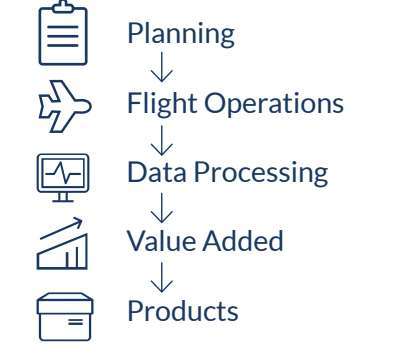 Planning
Flight Operations
Data Processing
Value Added
Products